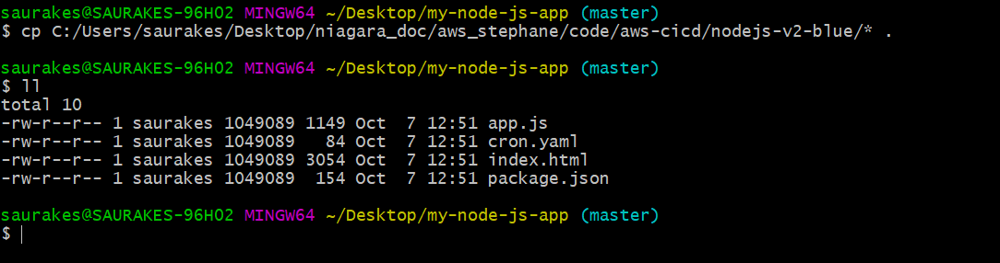 saurakes@SAURAKES-96H02 MINGW64 ~/Desktop/my-node-js-app (master)
$ cp C:/Users/saurakes/Desktop/niagara_doc/aws_stephane/code/aws-cicd/nodejs-v2-blue/* .
saurakes@SAURAKES-96H02 MINGW64 ~/Desktop/my-node-js-app (master)
$ ll
total 10
-rw-r--r-- 1 saurakes 1049089 1149 Oct  7 12:51 app.js
-rw-r--r-- 1 saurakes 1049089   84 Oct  7 12:51 cron.yaml
-rw-r--r-- 1 saurakes 1049089 3054 Oct  7 12:51 index.html
-rw-r--r-- 1 saurakes 1049089  154 Oct  7 12:51 package.json
saurakes@SAURAKES-96H02 MINGW64 ~/Desktop/my-node-js-app (master)
$